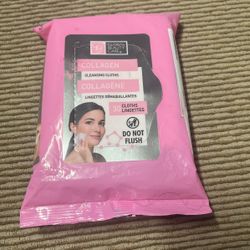 COLLAGEN
CLEANSING CLOTHS
COLLAGÈNE
LINGETTES DÉMAQUILLANTES
CLOTHS
LINGETTES
DO NOT
FLUSH